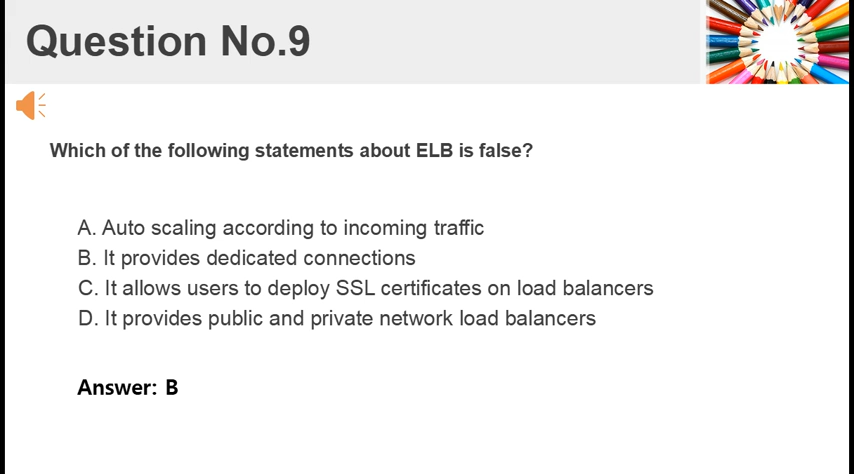 Question No.9
Which of the following statements about ELB is false?
A. Auto scaling according to incoming traffic
B. It provides dedicated connections
C. It allows users to deploy SSL certificates on load balancers
D. It provides public and private network load balancers
Answer: B